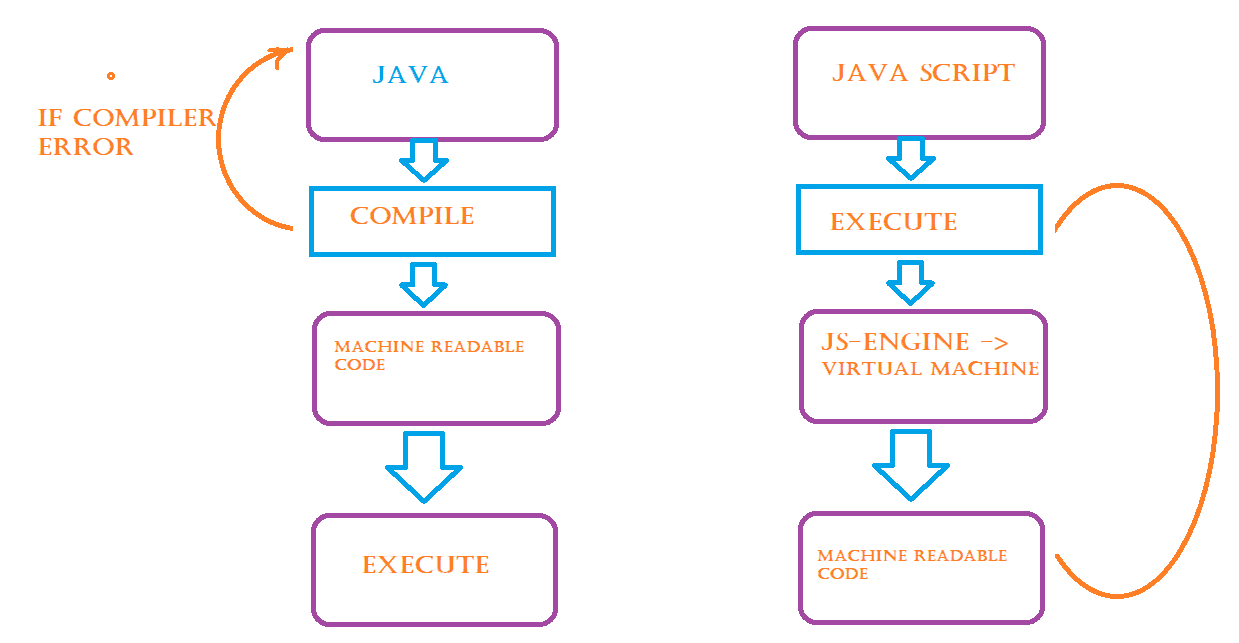 JAVA
IF COMPILER
ERROR
COMPILE
MACHINE READABLE
CODE
EXECUTE
JAVA SCRIPT
EXECUTE
JS-ENGINE ->
VIRTUAL MACHINE
MACHINE READABLE
CODE